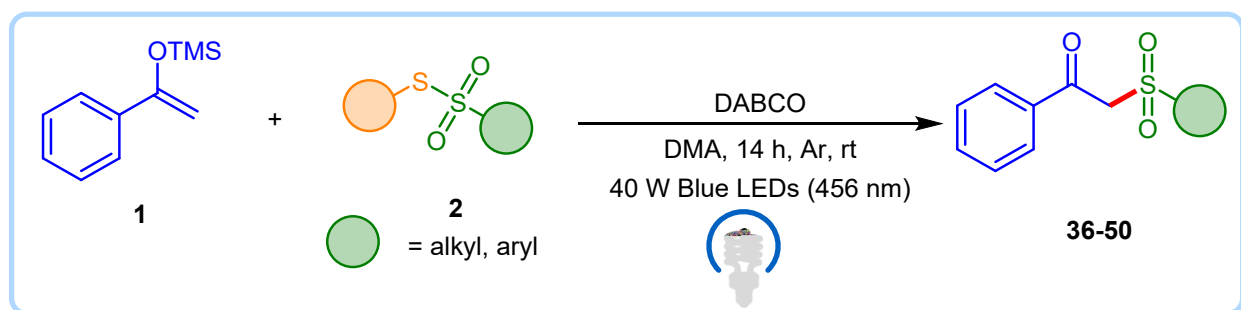 OTMS
1
+
S
S
O
O
2
= alkyl, aryl
DABCO
DMA, 14 h, Ar, rt
40 W Blue LEDs (456 nm)
O
O
S
O
36-50